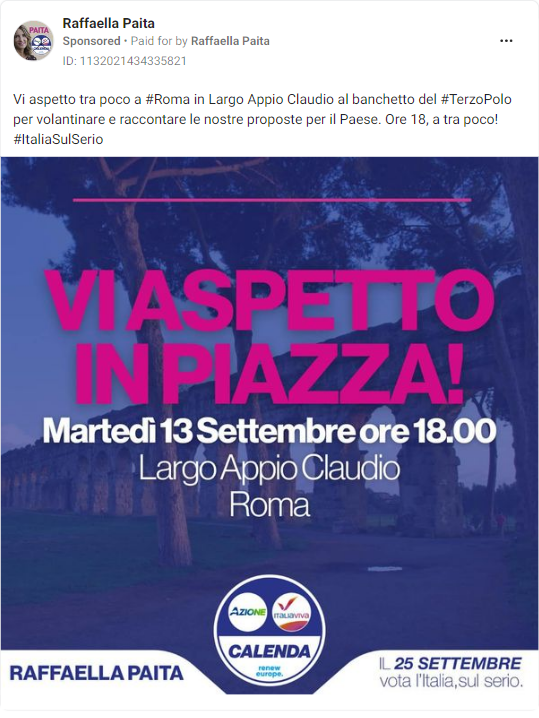 Raffaella Paita
Sponsored • Paid for by Raffaella Paita
ID: 1132021434335821
Vi aspetto tra poco a #Roma in Largo Appio Claudio al banchetto del #TerzoPolo
per volantinare e raccontare le nostre proposte per il Paese. Ore 18, a tra poco!
#ItaliaSulSerio
VI ASPETTO
IN PIAZZA!
Martedì 13 Settembre ore 18.00
Largo Appio Claudio
Roma
AZIONE
ITALIAVIVA
CALENDA
renew
europe.
RAFFAELLA PAITA
IL 25 SETTEMBRE
vota l'Italia, sul serio.